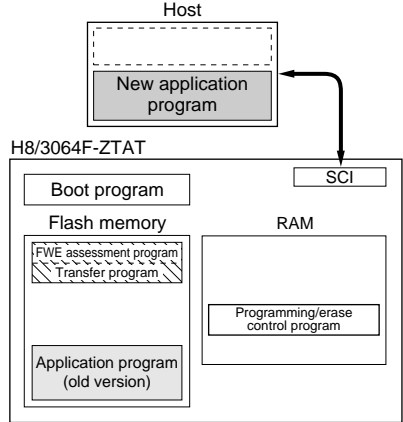 Host
New application
program
H8/3064F-ZTAT
SCI
Boot program
Flash memory
RAM
FWE assessment program
Transfer program
Programming/erase
control program
Application program
(old version)